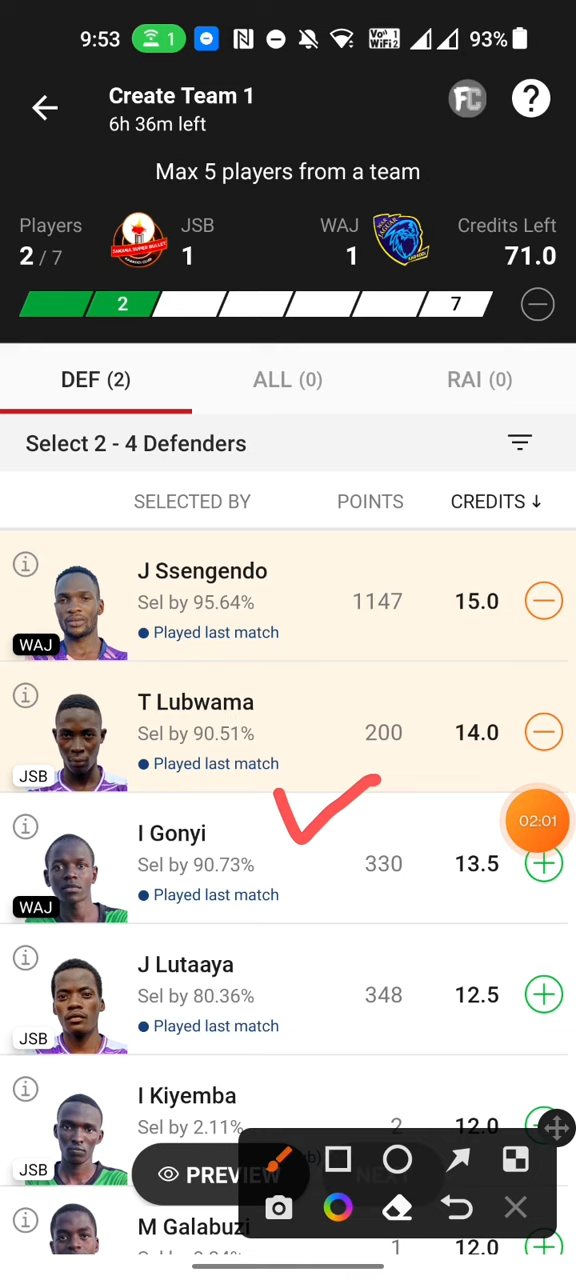 9:53 1 N Vo)) 1 WiFi 2 93%
Create Team 1
6h 36m left
FC ?
Max 5 players from a team
Players JSB WAJ Credits Left
2 / 7 1 1 71.0
2 7
DEF (2) ALL (0) RAI (0)
Select 2 - 4 Defenders
SELECTED BY POINTS CREDITS ↓
J Ssengendo
Sel by 95.64% 1147 15.0
Played last match
WAJ
T Lubwama
Sel by 90.51% 200 14.0
Played last match
JSB
02:01
I Gonyi
Sel by 90.73% 330 13.5
Played last match
WAJ
J Lutaaya
Sel by 80.36% 348 12.5
Played last match
JSB
I Kiyemba
Sel by 2.11% 2 12.0
JSB
PREVIEW NEXT
M Galabuzi
1 12.0